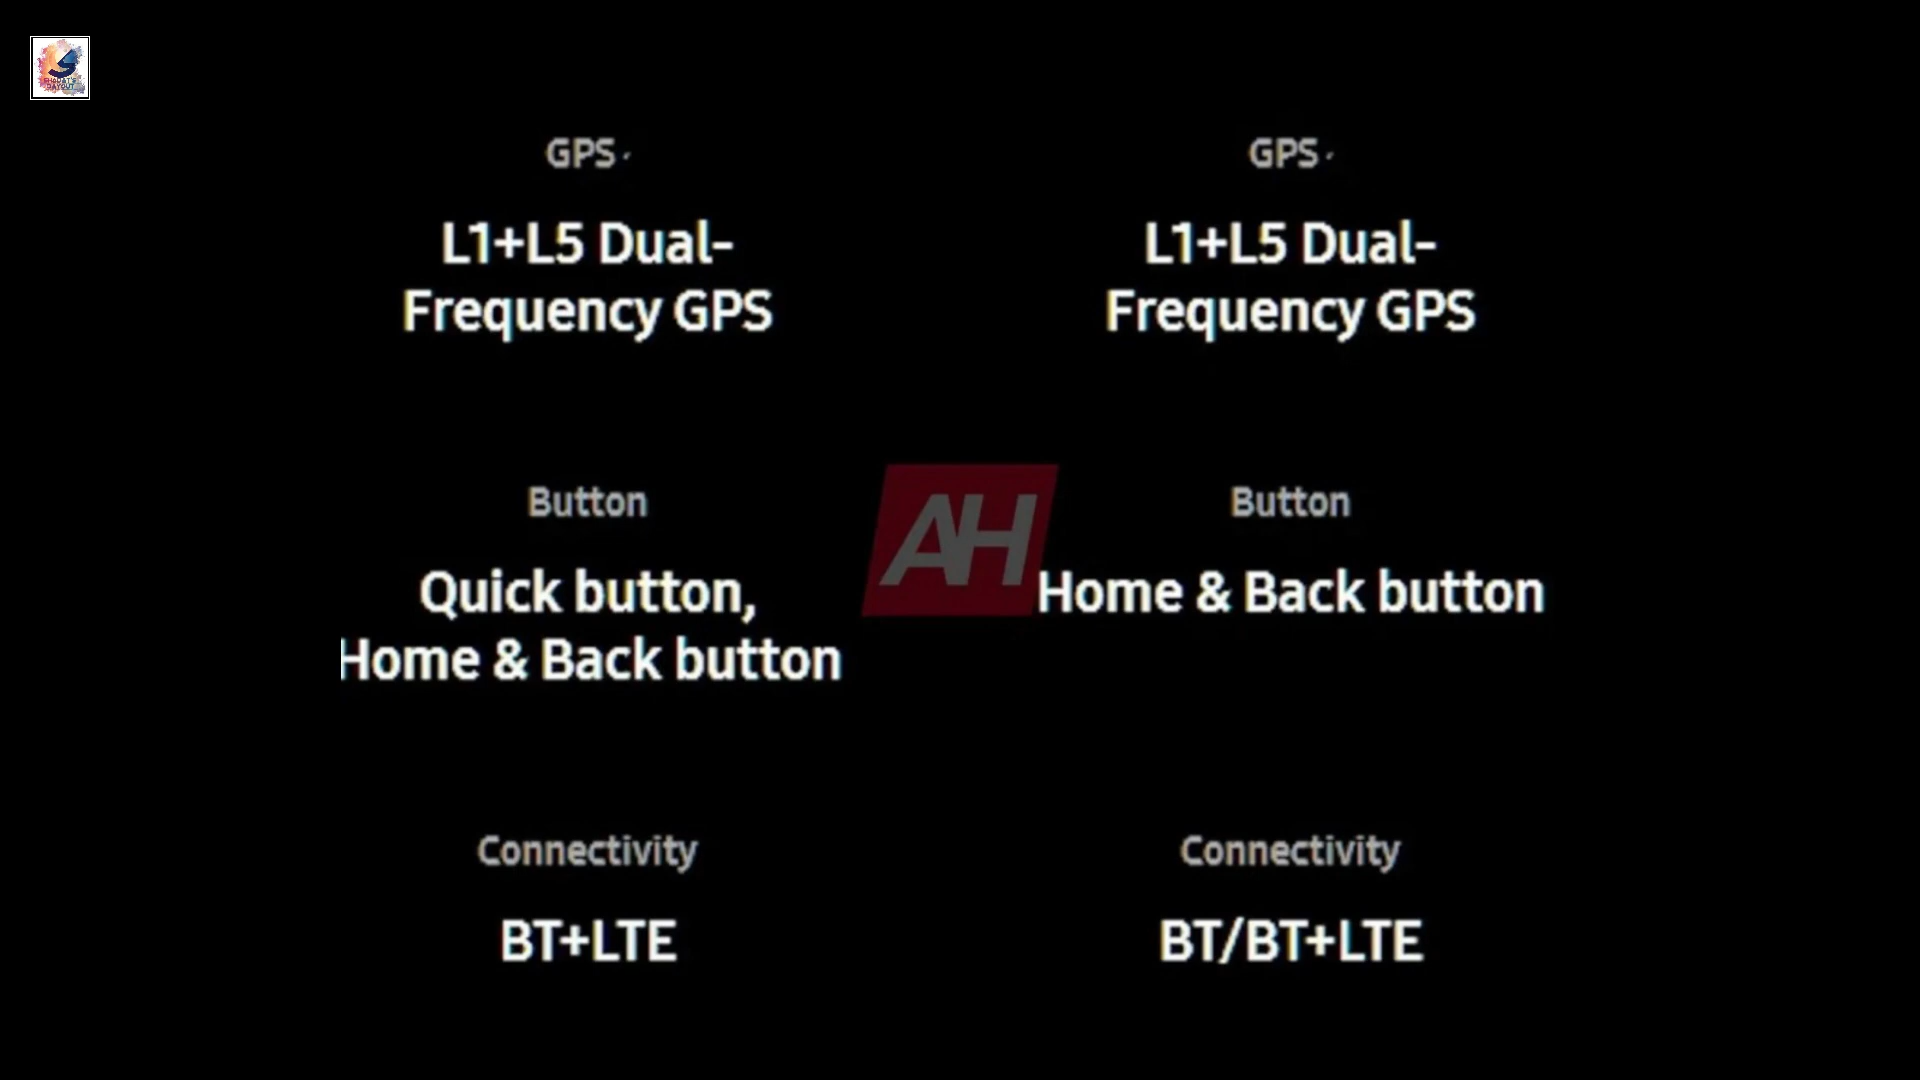 GPS
L1+L5 Dual-
Frequency GPS
Button
Quick button,
Home & Back button
Connectivity
BT+LTE
GPS
L1+L5 Dual-
Frequency GPS
Button
Home & Back button
Connectivity
BT/BT+LTE
AH